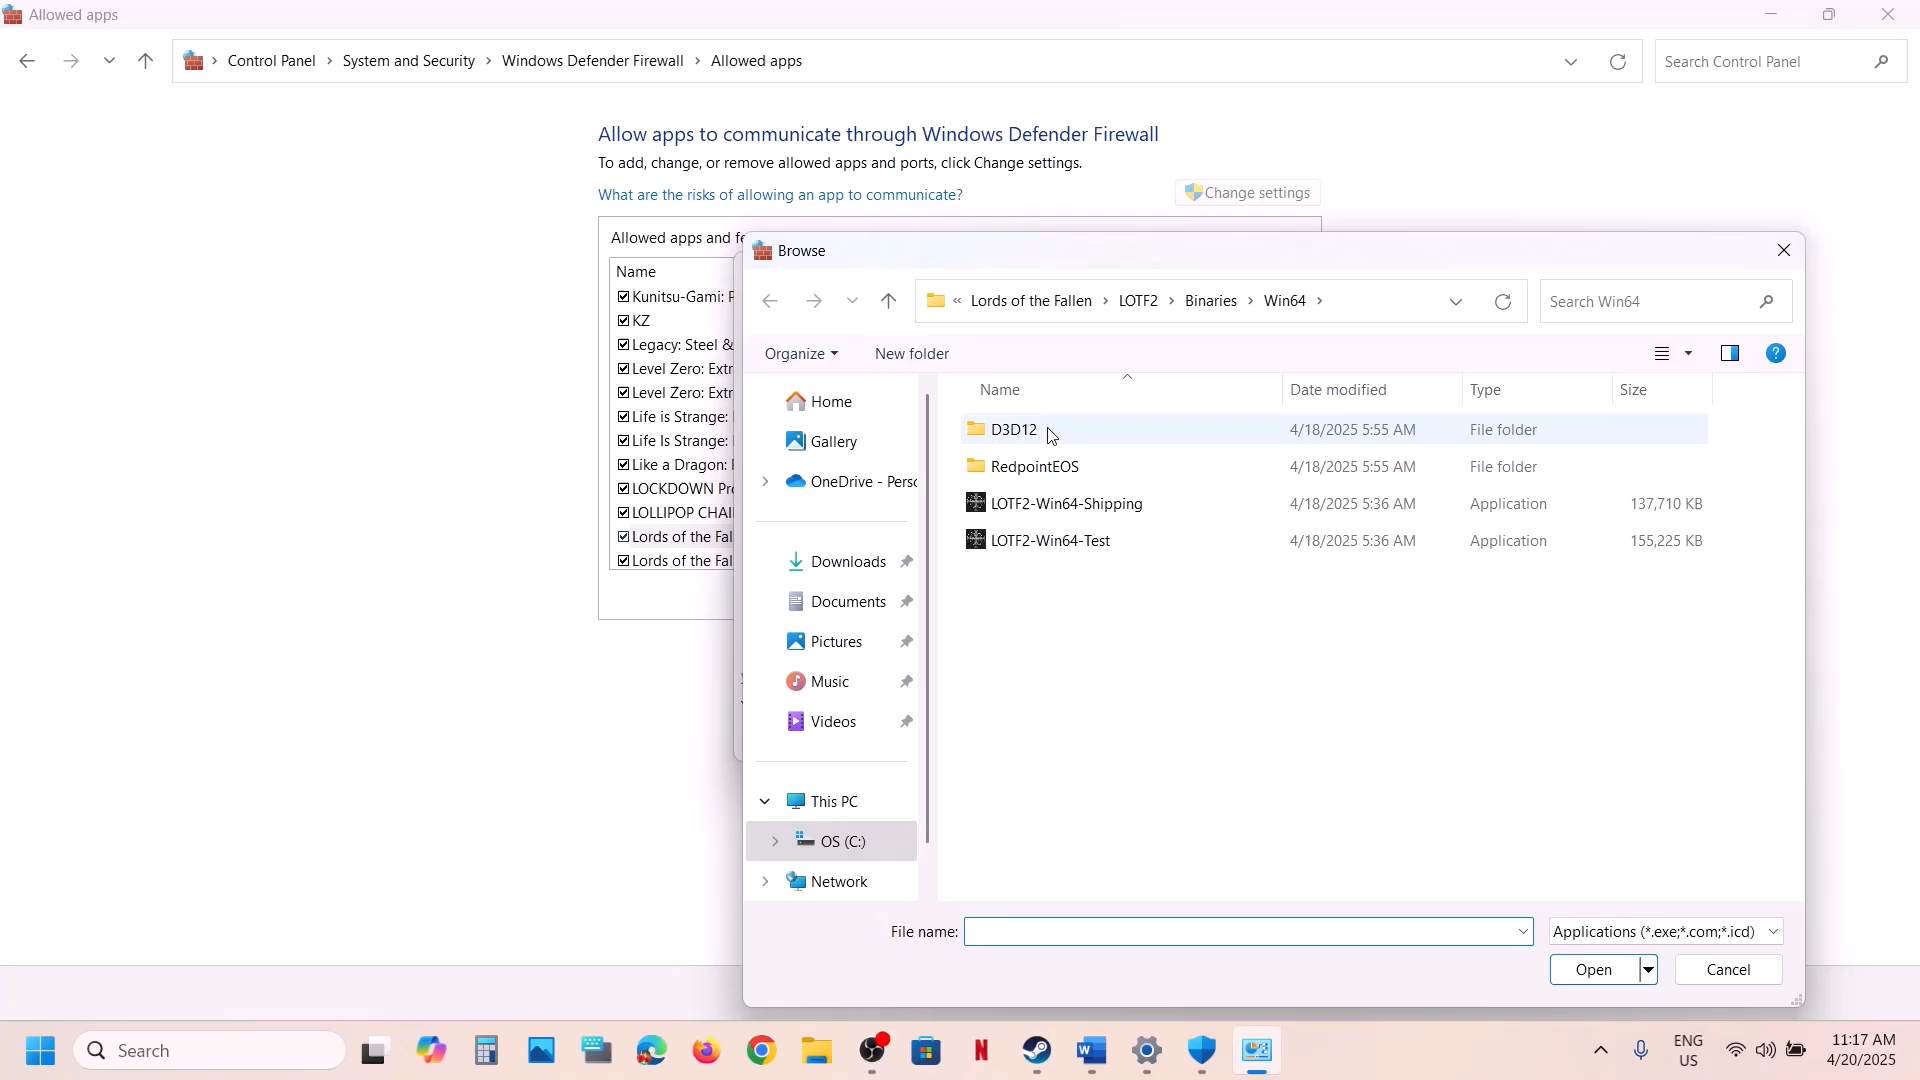 Allowed apps
Control Panel › System and Security › Windows Defender Firewall › Allowed apps
Search Control Panel
Allow apps to communicate through Windows Defender Firewall
To add, change, or remove allowed apps and ports, click Change settings.
What are the risks of allowing an app to communicate?
Change settings
Allowed apps and fe
Name
Kunitsu-Gami: P
KZ
Legacy: Steel &
Level Zero: Extr
Level Zero: Extr
Life is Strange:
Life Is Strange:
Like a Dragon:
LOCKDOWN Pro
LOLLIPOP CHAI
Lords of the Fal
Lords of the Fal
Browse
« Lords of the Fallen › LOTF2 › Binaries › Win64 ›
Search Win64
Organize
New folder
Home
Gallery
OneDrive - Perso
Downloads
Documents
Pictures
Music
Videos
This PC
OS (C:)
Network
Name Date modified Type Size
D3D12 4/18/2025 5:55 AM File folder
RedpointEOS 4/18/2025 5:55 AM File folder
LOTF2-Win64-Shipping 4/18/2025 5:36 AM Application 137,710 KB
LOTF2-Win64-Test 4/18/2025 5:36 AM Application 155,225 KB
File name:
Applications (*.exe;*.com;*.icd)
Open
Cancel
Search
ENG
US
11:17 AM
4/20/2025